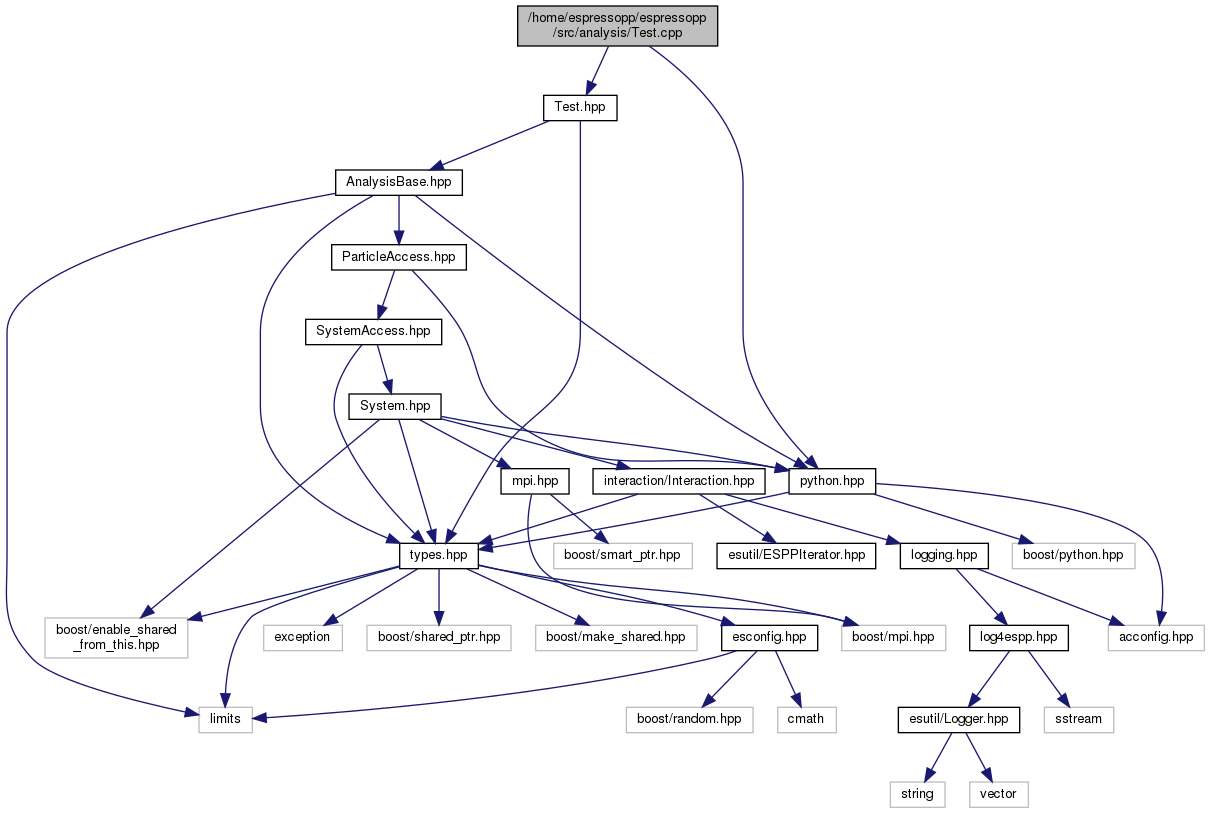 /home/espressopp/espressopp
/src/analysis/Test.cpp
Test.hpp
AnalysisBase.hpp
ParticleAccess.hpp
SystemAccess.hpp
System.hpp
mpi.hpp
interaction/Interaction.hpp
python.hpp
types.hpp
boost/smart_ptr.hpp
esutil/ESPPIterator.hpp
logging.hpp
boost/python.hpp
boost/enable_shared
_from_this.hpp
exception
boost/shared_ptr.hpp
boost/make_shared.hpp
esconfig.hpp
boost/mpi.hpp
log4espp.hpp
acconfig.hpp
limits
boost/random.hpp
cmath
esutil/Logger.hpp
sstream
string
vector